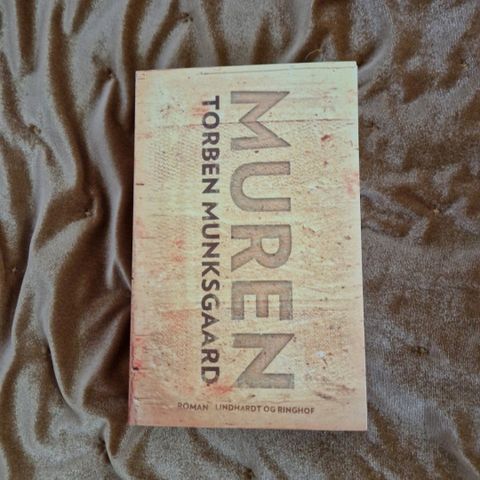 MUREN
TORBEN MUNKSGAARD
ROMAN LINDHARDT OG RINGHOF